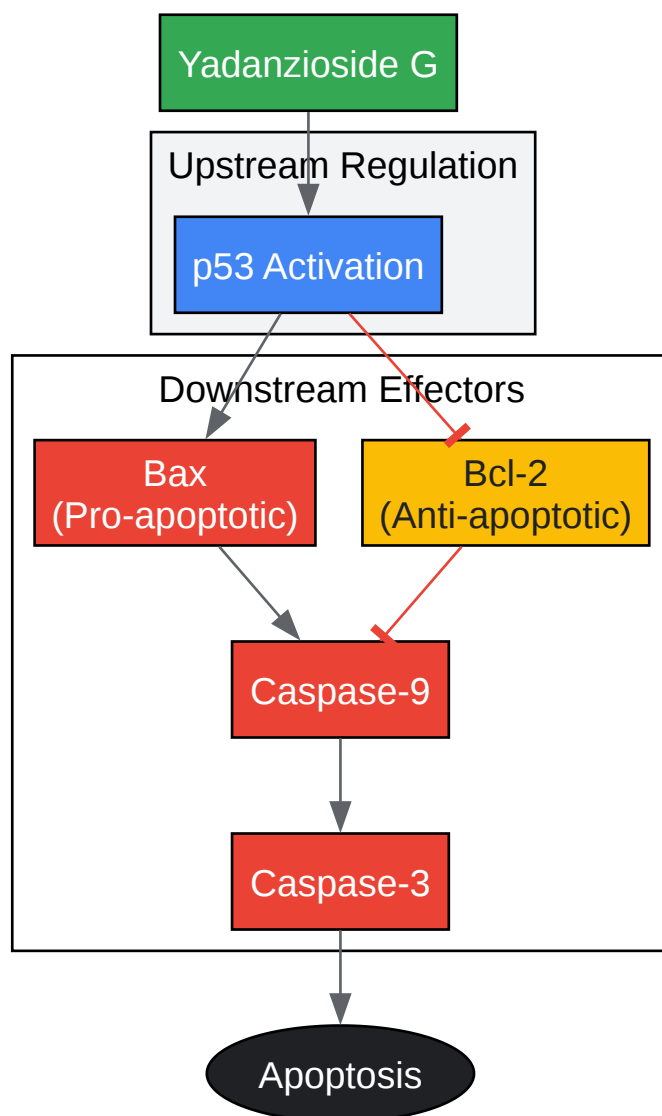 Yadanzioside G
Upstream Regulation
p53 Activation
Downstream Effectors
Bax
(Pro-apoptotic)
Bcl-2
(Anti-apoptotic)
Caspase-9
Caspase-3
Apoptosis